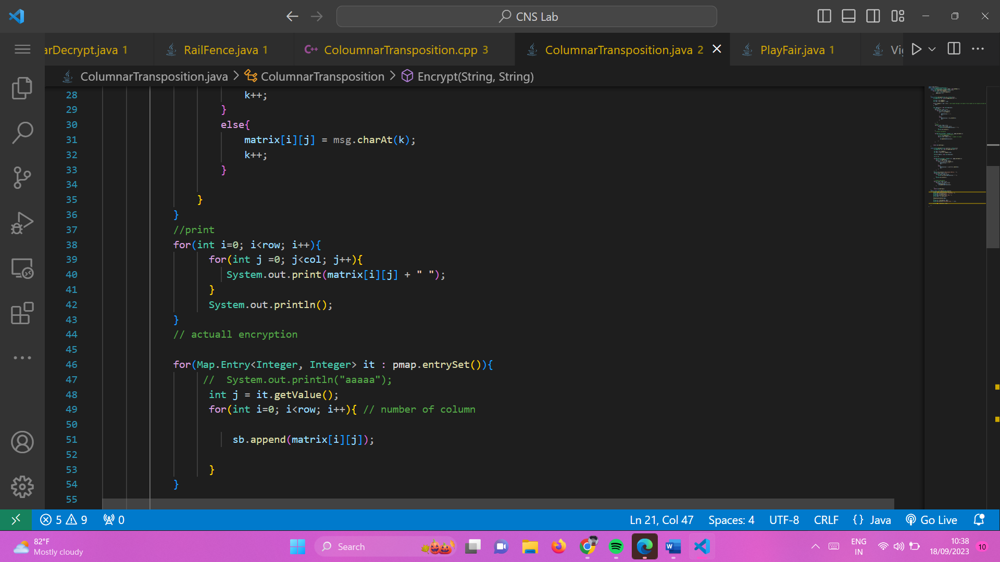 CNS Lab
arDecrypt.java 1
RailFence.java 1
C++ ColoumnarTransposition.cpp 3
ColumnarTransposition.java 2
PlayFair.java 1
ColumnarTransposition.java > ColumnarTransposition > Encrypt(String, String)
28 k++;
29 }
30 else{
31 matrix[i][j] = msg.charAt(k);
32 k++;
33 }
34
35 }
36 }
37 //print
38 for(int i=0; i<row; i++){
39 for(int j =0; j<col; j++){
40 System.out.print(matrix[i][j] + " ");
41 }
42 System.out.println();
43 }
44 // actuall encryption
45
46 for(Map.Entry<Integer, Integer> it : pmap.entrySet()){
47 // System.out.println("aaaaa");
48 int j = it.getValue();
49 for(int i=0; i<row; i++){ // number of column
50
51 sb.append(matrix[i][j]);
52
53 }
54 }
55
5 9 0
Ln 21, Col 47 Spaces: 4 UTF-8 CRLF {} Java Go Live
82°F
Mostly cloudy
Search
ENG
IN
10:38
18/09/2023
10